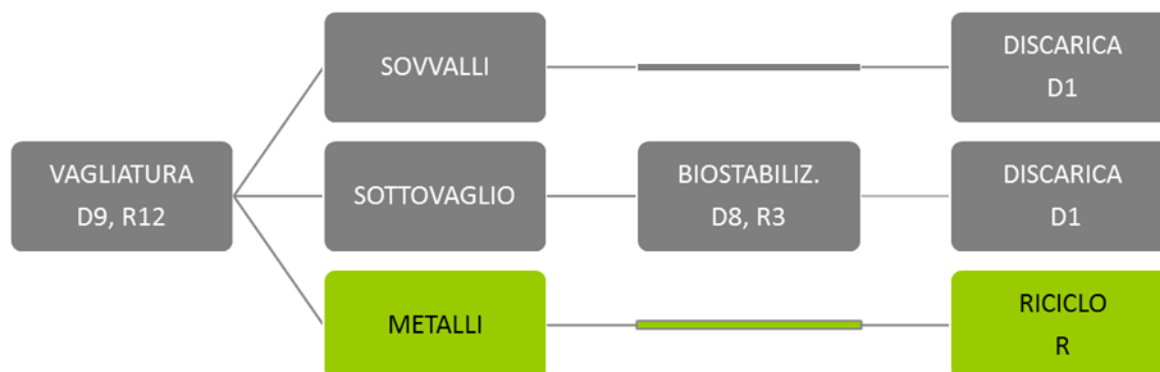 SOVVALLI
DISCARICA
D1
VAGLIATURA
D9, R12
SOTTOVAGLIO
BIOSTABILIZ.
D8, R3
DISCARICA
D1
METALLI
RICICLO
R